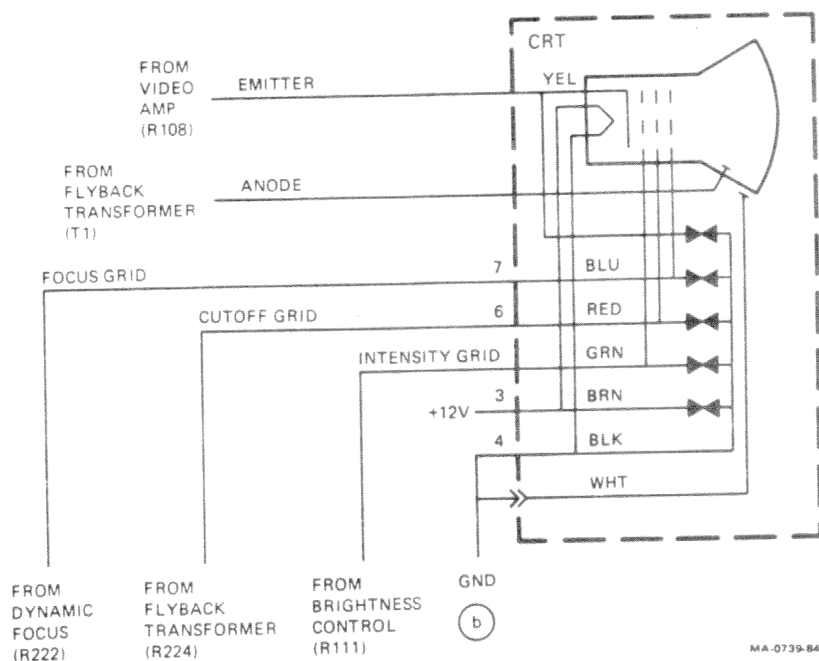 CRT
FROM
VIDEO
AMP
(R108)
EMITTER
YEL
FROM
FLYBACK
TRANSFORMER
(T1)
ANODE
FOCUS GRID
7
BLU
CUTOFF GRID
6
RED
INTENSITY GRID
GRN
3
+12V
BRN
4
BLK
WHT
FROM
DYNAMIC
FOCUS
(R222)
FROM
FLYBACK
TRANSFORMER
(R224)
FROM
BRIGHTNESS
CONTROL
(R111)
GND
b
MA-0739-84